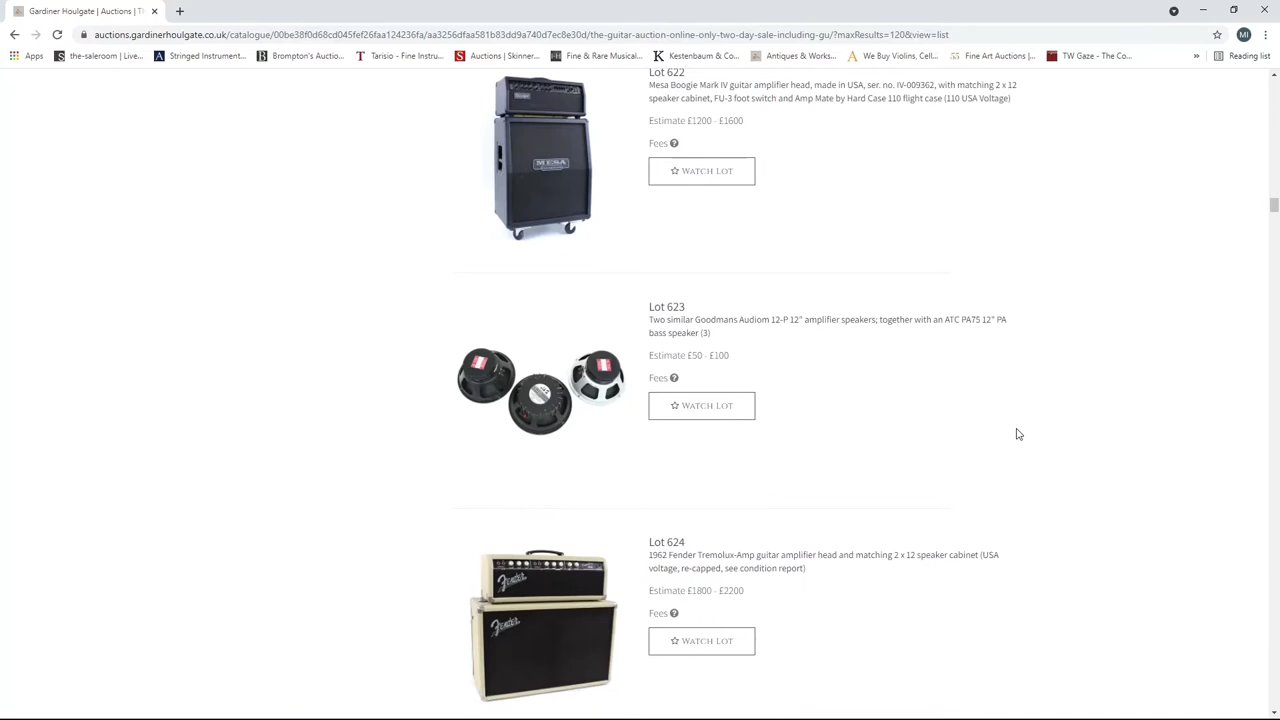 Gardiner Houlgate | Auctions | Tl
auctions.gardinerhoulgate.co.uk/catalogue/00be38f0d68cd045fef26faa124236fa/aa3256dfaa581b83dd9a740d7ec8e30d/the-guitar-auction-online-only-two-day-sale-including-gu/?maxResults=120&view=list
MI
Apps the-saleroom | Live... Stringed Instrument... Brompton's Auctio... Tarisio - Fine Instru... Auctions | Skinner... Fine & Rare Musical... Kestenbaum & Co... Antiques & Works... We Buy Violins, Cell... Fine Art Auctions |... TW Gaze - The Co... » Reading list
Lot 622
Mesa Boogie Mark IV guitar amplifier head, made in USA, ser. no. IV-009362, with matching 2 x 12
speaker cabinet, FU-3 foot switch and Amp Mate by Hard Case 110 flight case (110 USA Voltage)
Estimate £1200 - £1600
Fees ?
☆ WATCH LOT
MESA
Lot 623
Two similar Goodmans Audiom 12-P 12" amplifier speakers; together with an ATC PA75 12" PA
bass speaker (3)
Estimate £50 - £100
Fees ?
☆ WATCH LOT
Lot 624
1962 Fender Tremolux-Amp guitar amplifier head and matching 2 x 12 speaker cabinet (USA
voltage, re-capped, see condition report)
Estimate £1800 - £2200
Fees ?
☆ WATCH LOT
Fender
Fender